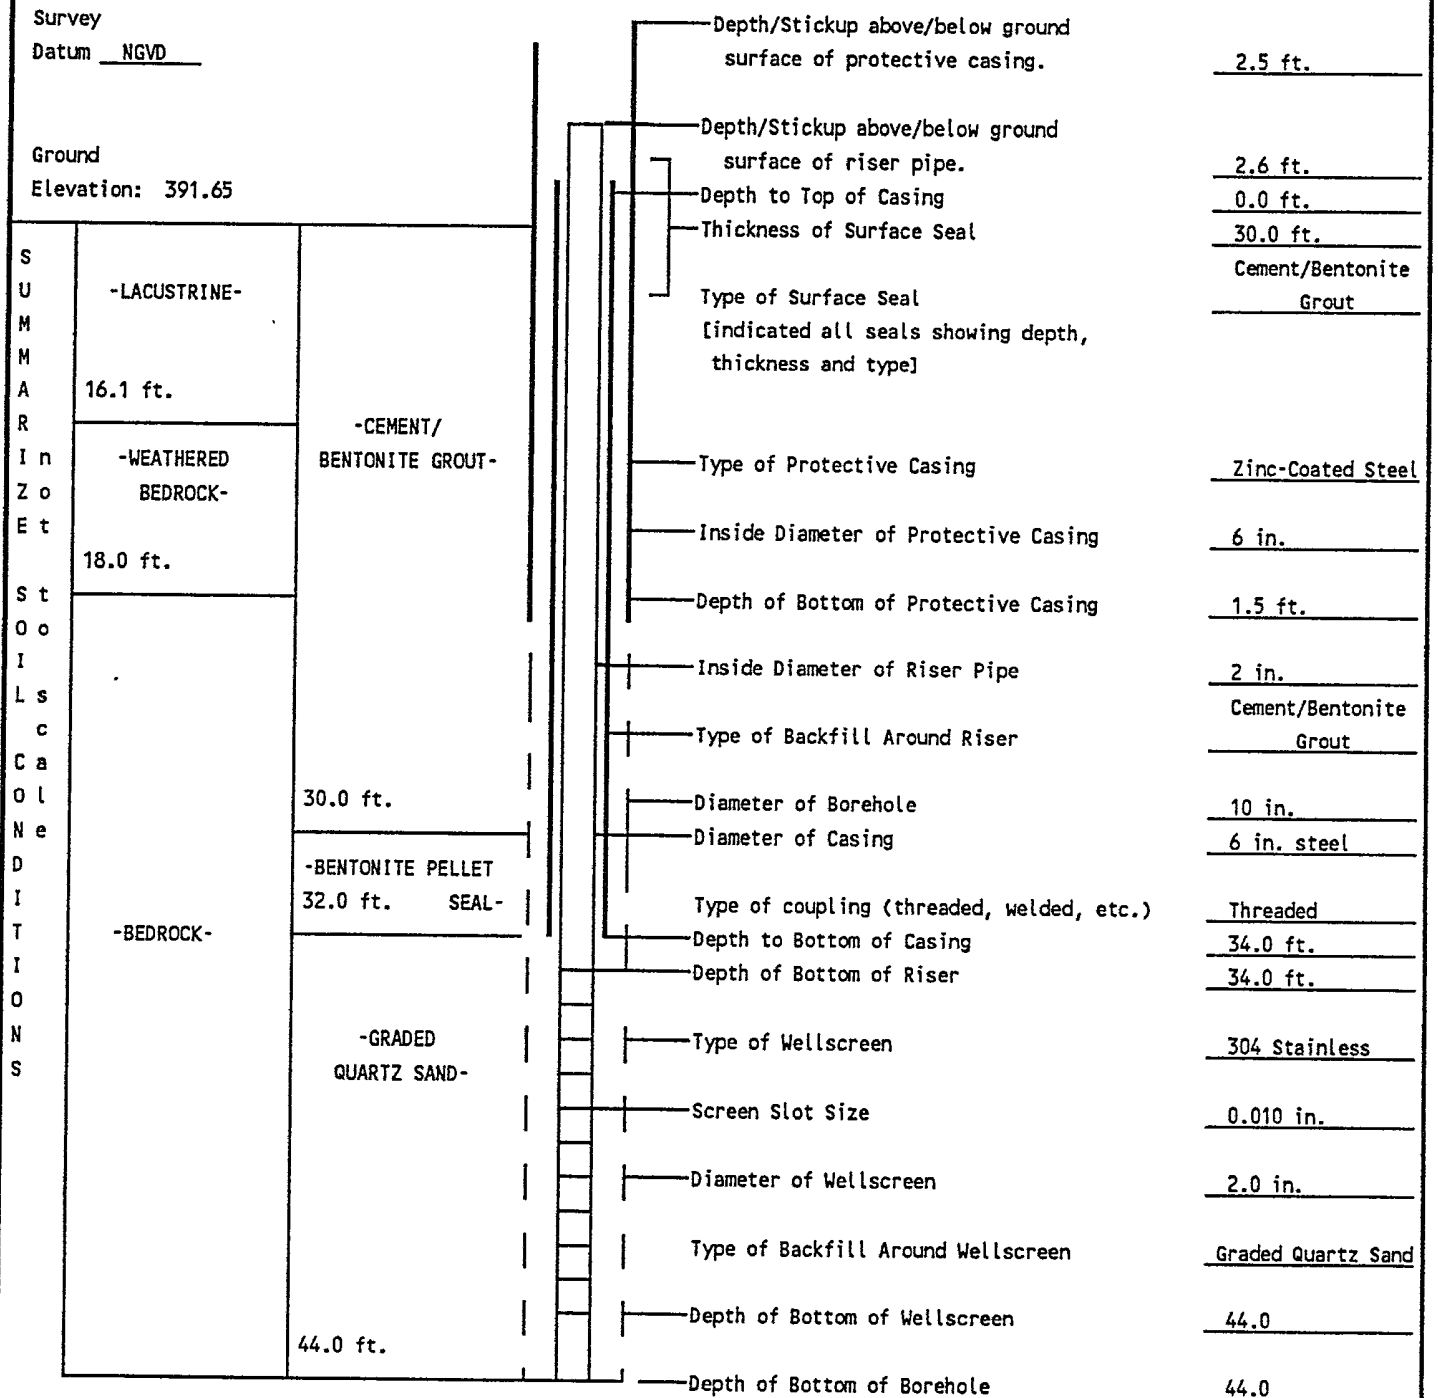 Survey
Datum NGVD
Ground
Elevation: 391.65
SUMMARIZE SOIL CONDITIONS
not to scale
-LACUSTRINE-
16.1 ft.
-WEATHERED
BEDROCK-
18.0 ft.
-BEDROCK-
-CEMENT/
BENTONITE GROUT-
30.0 ft.
-BENTONITE PELLET
32.0 ft. SEAL-
-GRADED
QUARTZ SAND-
44.0 ft.
Depth/Stickup above/below ground
surface of protective casing. 2.5 ft.
Depth/Stickup above/below ground
surface of riser pipe. 2.6 ft.
Depth to Top of Casing 0.0 ft.
Thickness of Surface Seal 30.0 ft.
Cement/Bentonite
Type of Surface Seal Grout
[indicated all seals showing depth,
thickness and type]
Type of Protective Casing Zinc-Coated Steel
Inside Diameter of Protective Casing 6 in.
Depth of Bottom of Protective Casing 1.5 ft.
Inside Diameter of Riser Pipe 2 in.
Cement/Bentonite
Type of Backfill Around Riser Grout
Diameter of Borehole 10 in.
Diameter of Casing 6 in. steel
Type of coupling (threaded, welded, etc.) Threaded
Depth to Bottom of Casing 34.0 ft.
Depth of Bottom of Riser 34.0 ft.
Type of Wellscreen 304 Stainless
Screen Slot Size 0.010 in.
Diameter of Wellscreen 2.0 in.
Type of Backfill Around Wellscreen Graded Quartz Sand
Depth of Bottom of Wellscreen 44.0
Depth of Bottom of Borehole 44.0